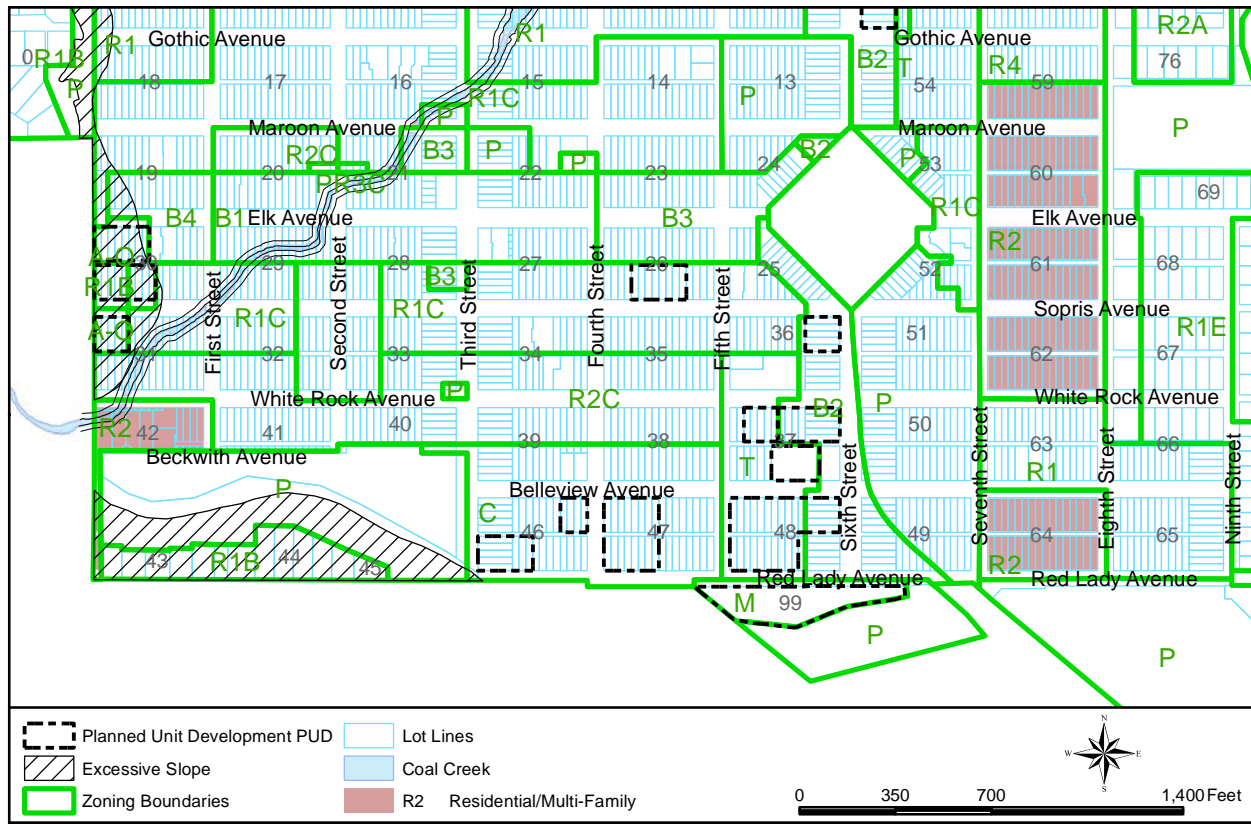 Gothic Avenue
Gothic Avenue
R1
R1
R2A
R1B
0
P
18
17
16
15
14
13
B2
T
54
R4
59
76
R1C
P
P
Maroon Avenue
Maroon Avenue
P
R2C
B3
P
P
B2
P
53
19
20
21
22
23
24
60
69
B4
B1
Elk Avenue
B3
R1C
Elk Avenue
R2
A-O
30
29
28
27
26
25
52
61
68
R1B
B3
First Street
R1C
Second Street
R1C
Third Street
Fourth Street
Fifth Street
Sopris Avenue
R1E
A-O
32
33
34
35
36
51
62
67
P
White Rock Avenue
R2C
B2
P
White Rock Avenue
R2
42
41
40
39
38
37
50
63
66
Beckwith Avenue
T
R1
P
Belleview Avenue
Sixth Street
Seventh Street
Eighth Street
Ninth Street
C
46
47
48
49
64
65
43
R1B
44
45
R2
Red Lady Avenue
Red Lady Avenue
M
99
P
P
Planned Unit Development PUD
Lot Lines
Excessive Slope
Coal Creek
Zoning Boundaries
R2 Residential/Multi-Family
N
W
E
S
0 350 700 1,400 Feet